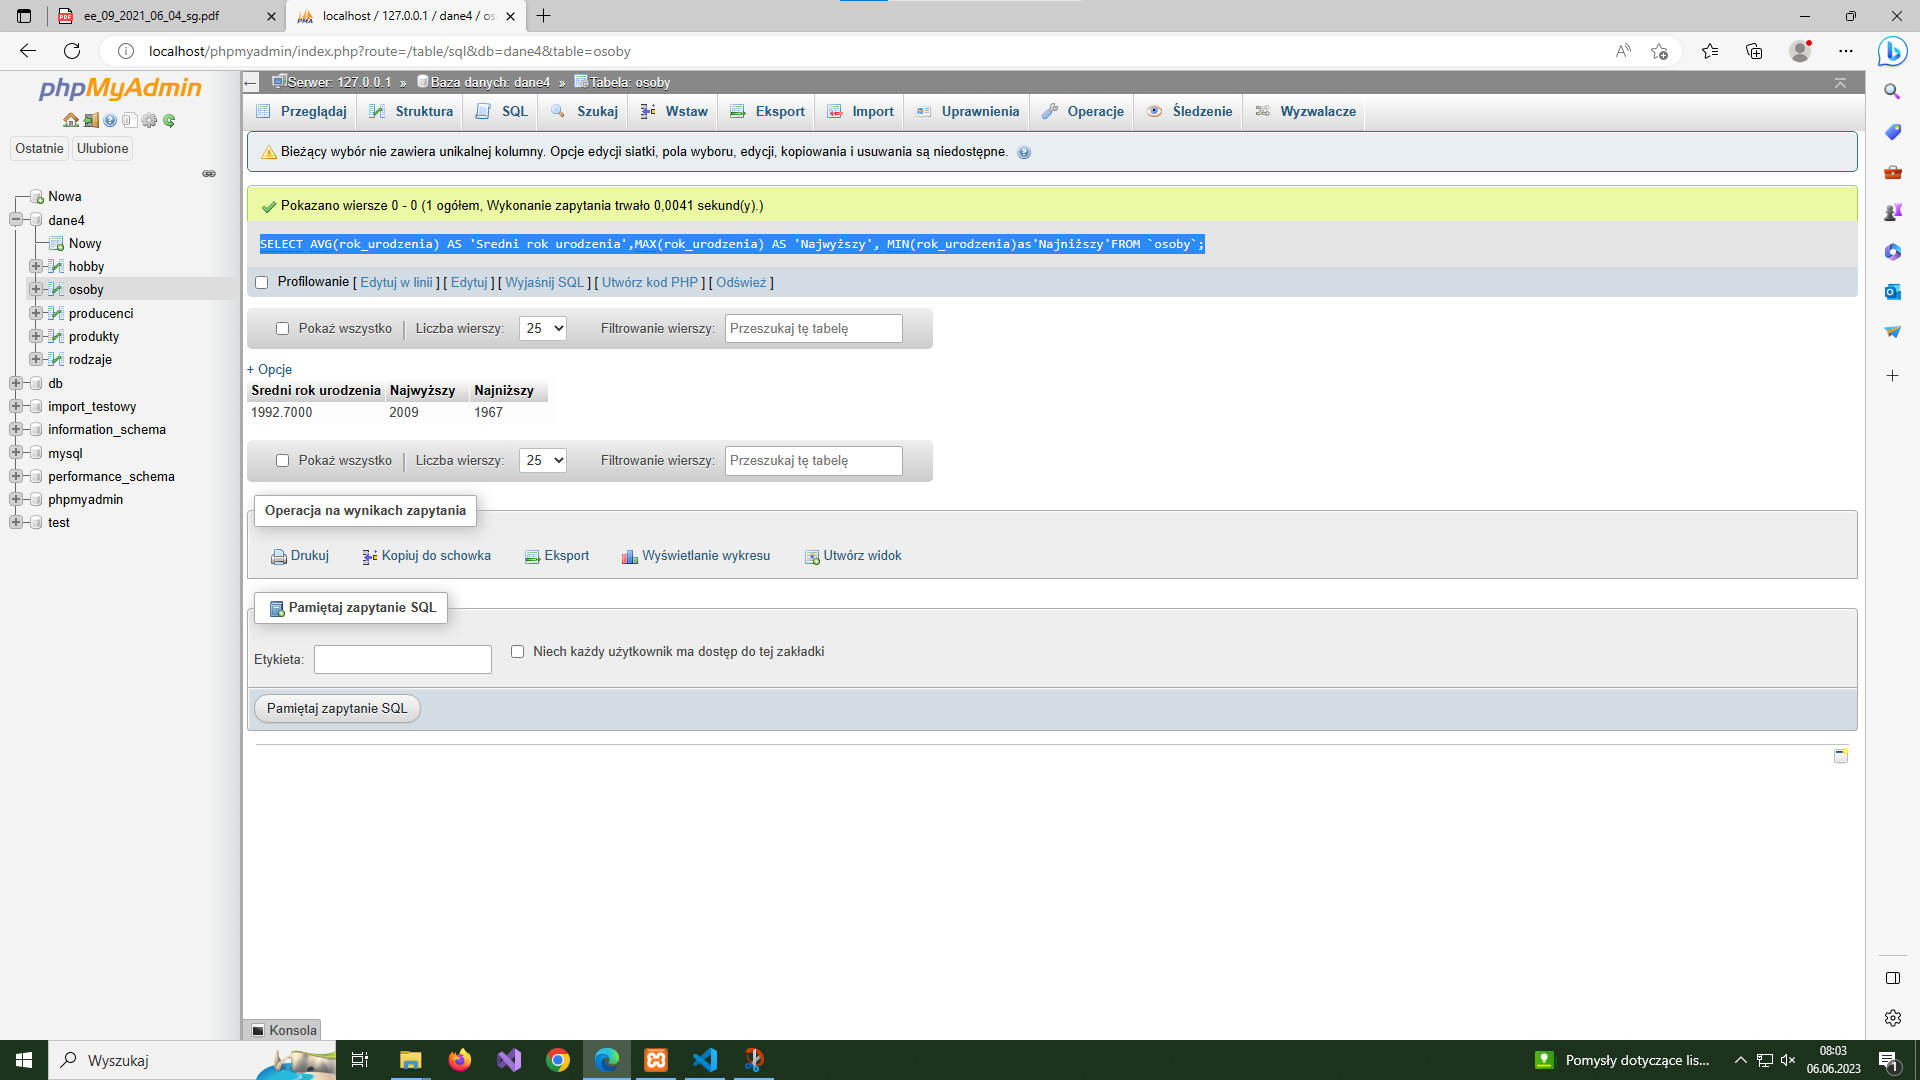 ee_09_2021_06_04_sg.pdf
localhost / 127.0.0.1 / dane4 / os
localhost/phpmyadmin/index.php?route=/table/sql&db=dane4&table=osoby
phpMyAdmin
Ostatnie Ulubione
Nowa
dane4
Nowy
hobby
osoby
producenci
produkty
rodzaje
db
import_testowy
information_schema
mysql
performance_schema
phpmyadmin
test
Serwer: 127.0.0.1 » Baza danych: dane4 » Tabela: osoby
Przeglądaj Struktura SQL Szukaj Wstaw Eksport Import Uprawnienia Operacje Śledzenie Wyzwalacze
Bieżący wybór nie zawiera unikalnej kolumny. Opcje edycji siatki, pola wyboru, edycji, kopiowania i usuwania są niedostępne.
Pokazano wiersze 0 - 0 (1 ogółem, Wykonanie zapytania trwało 0,0041 sekund(y).)
SELECT AVG(rok_urodzenia) AS 'Sredni rok urodzenia',MAX(rok_urodzenia) AS 'Najwyższy', MIN(rok_urodzenia)as'Najniższy'FROM `osoby`;
Profilowanie [ Edytuj w linii ] [ Edytuj ] [ Wyjaśnij SQL ] [ Utwórz kod PHP ] [ Odśwież ]
Pokaż wszystko | Liczba wierszy: 25 Filtrowanie wierszy: Przeszukaj tę tabelę
+ Opcje
Sredni rok urodzenia Najwyższy Najniższy
1992.7000 2009 1967
Pokaż wszystko | Liczba wierszy: 25 Filtrowanie wierszy: Przeszukaj tę tabelę
Operacja na wynikach zapytania
Drukuj Kopiuj do schowka Eksport Wyświetlanie wykresu Utwórz widok
Pamiętaj zapytanie SQL
Etykieta: Niech każdy użytkownik ma dostęp do tej zakładki
Pamiętaj zapytanie SQL
Konsola
Wyszukaj
Pomysły dotyczące lis...
08:03
06.06.2023
1